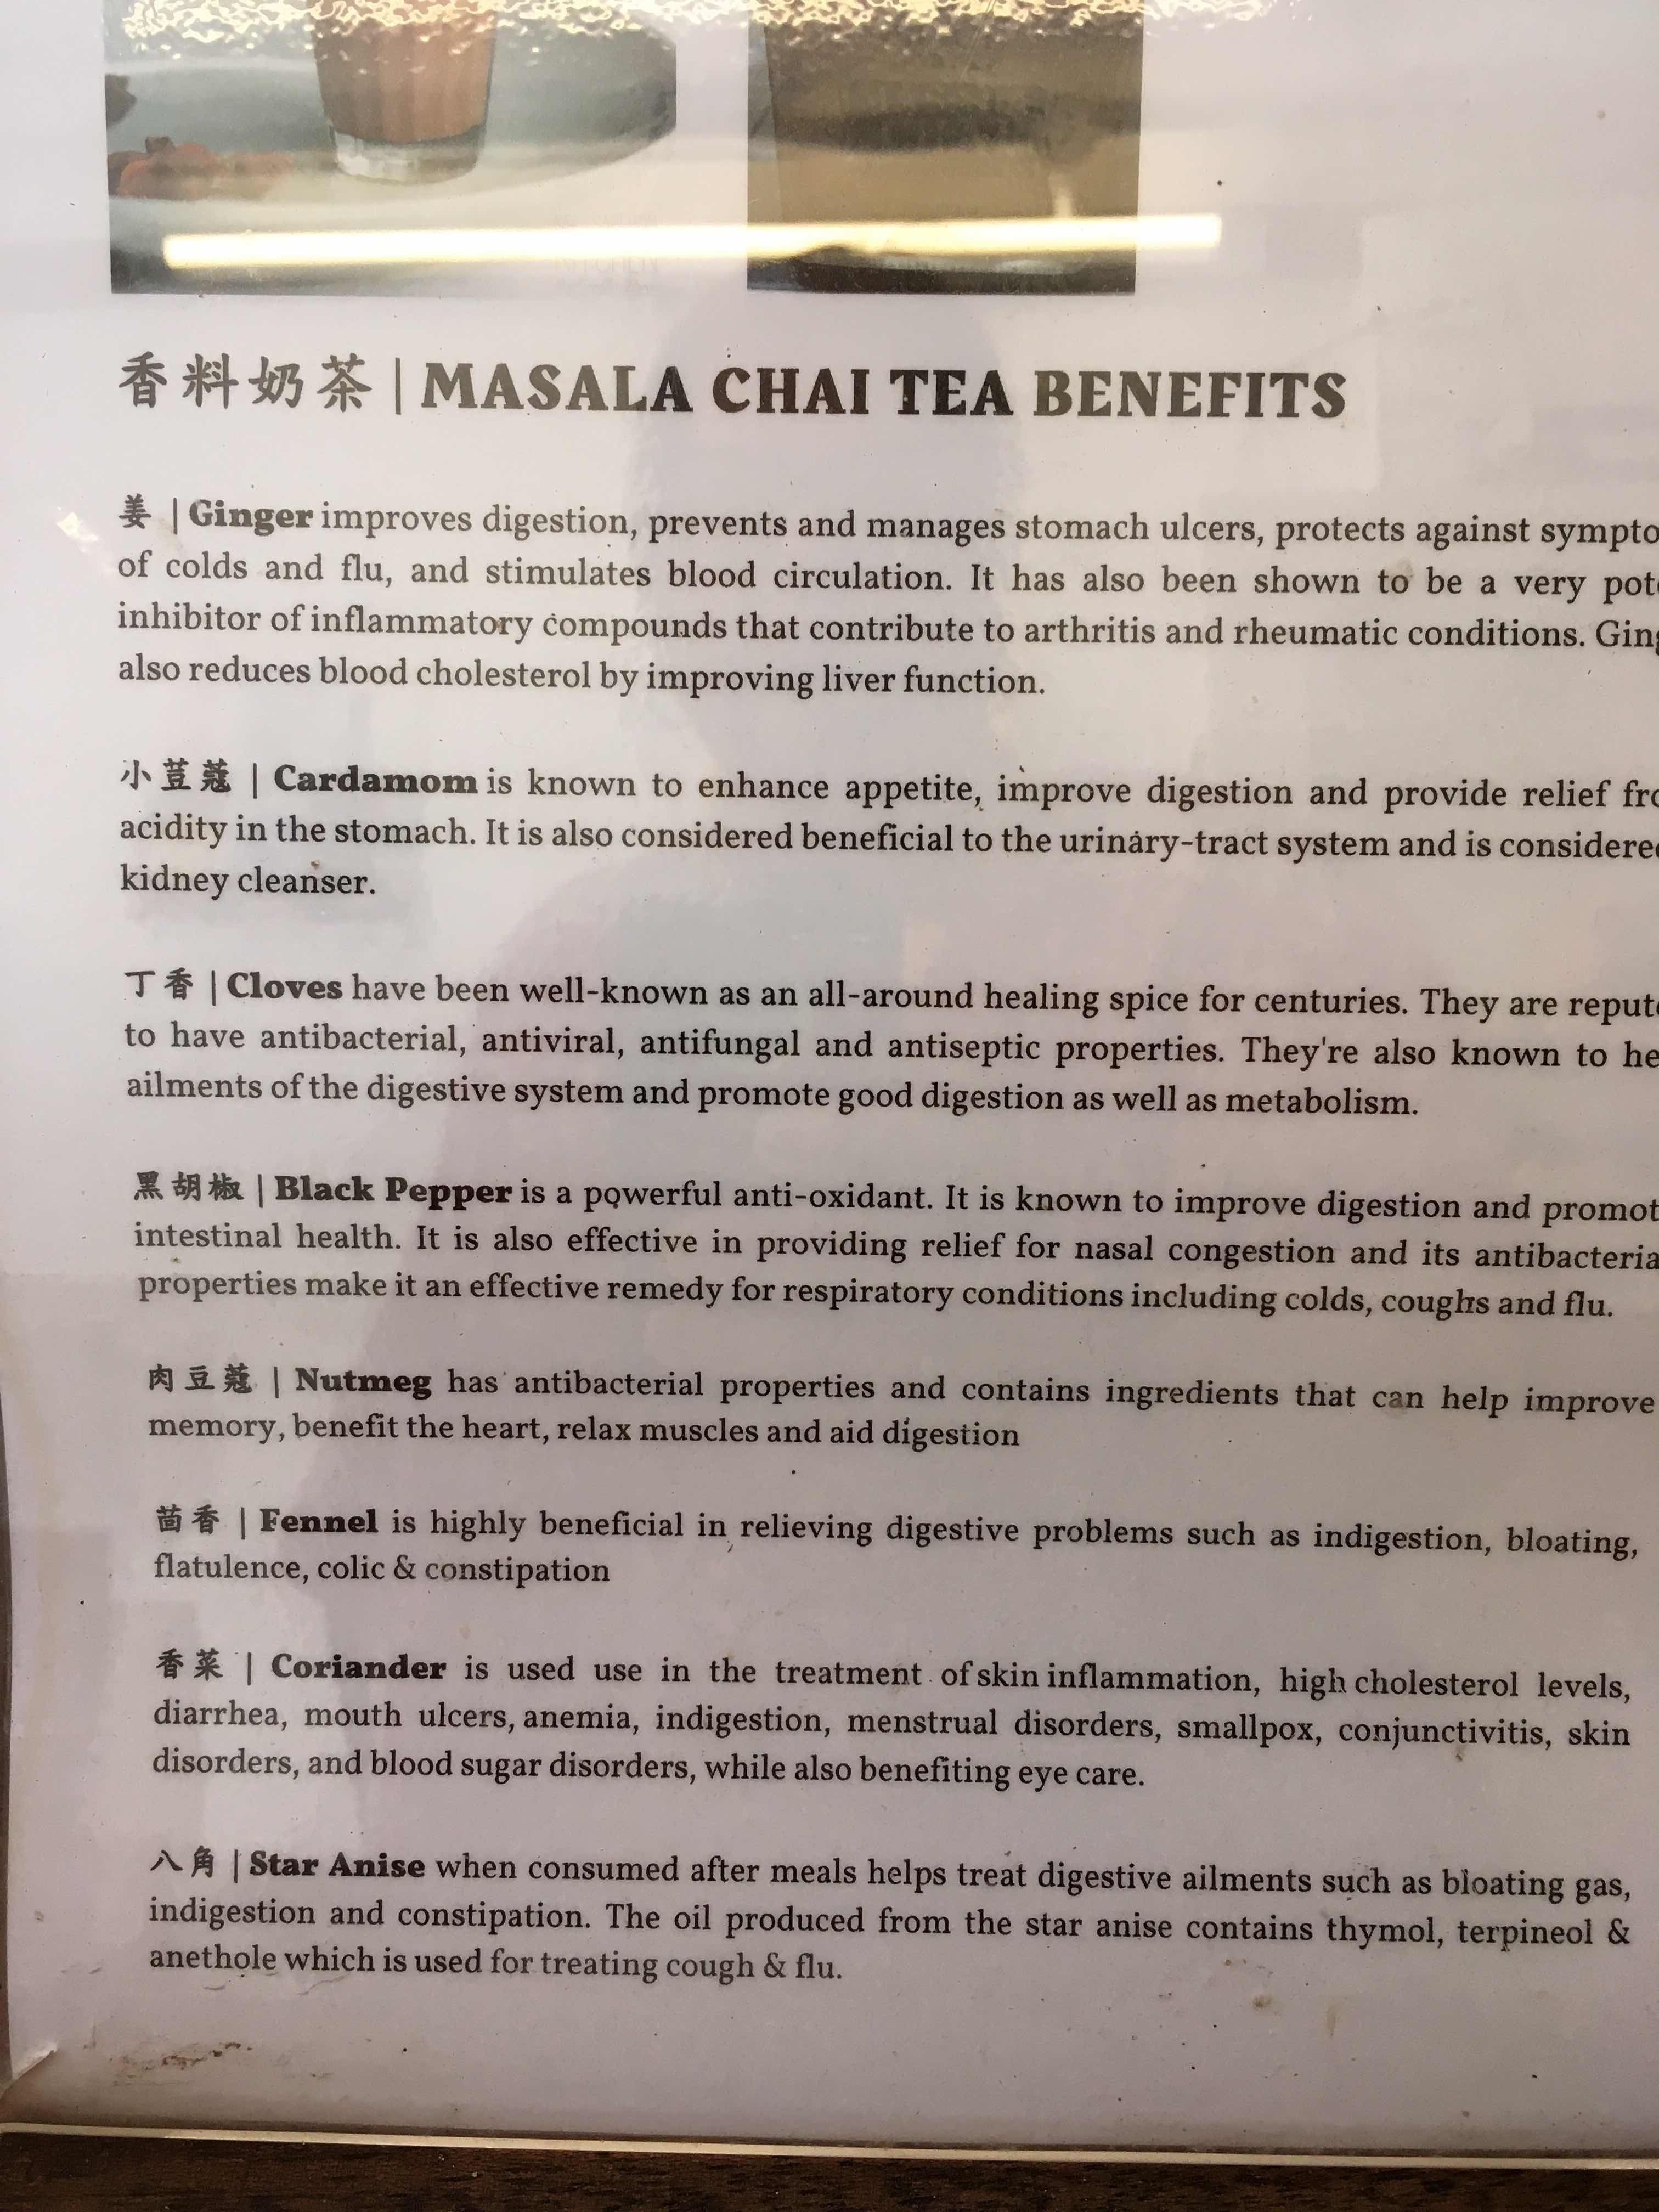 香料奶茶 | MASALA CHAI TEA BENEFITS
姜 | Ginger improves digestion, prevents and manages stomach ulcers, protects against
of colds and flu, and stimulates blood circulation. It has also been shown to be a very
inhibitor of inflammatory compounds that contribute to arthritis and rheumatic conditions.
also reduces blood cholesterol by improving liver function.
小荳蔻 | Cardamom is known to enhance appetite, improve digestion and provide relief
acidity in the stomach. It is also considered beneficial to the urinary-tract system and is
kidney cleanser.
丁香 | Cloves have been well-known as an all-around healing spice for centuries. They are
to have antibacterial, antiviral, antifungal and antiseptic properties. They're also known to
ailments of the digestive system and promote good digestion as well as metabolism.
黑胡椒 | Black Pepper is a powerful anti-oxidant. It is known to improve digestion and
intestinal health. It is also effective in providing relief for nasal congestion and its
properties make it an effective remedy for respiratory conditions including colds, coughs and flu.
肉豆蔻 | Nutmeg has antibacterial properties and contains ingredients that can help improve
memory, benefit the heart, relax muscles and aid digestion
茴香 | Fennel is highly beneficial in relieving digestive problems such as indigestion, bloating,
flatulence, colic & constipation
香菜 | Coriander is used use in the treatment of skin inflammation, high cholesterol levels,
diarrhea, mouth ulcers, anemia, indigestion, menstrual disorders, smallpox, conjunctivitis, skin
disorders, and blood sugar disorders, while also benefiting eye care.
八角 | Star Anise when consumed after meals helps treat digestive ailments such as bloating gas,
indigestion and constipation. The oil produced from the star anise contains thymol, terpineol &
anethole which is used for treating cough & flu.